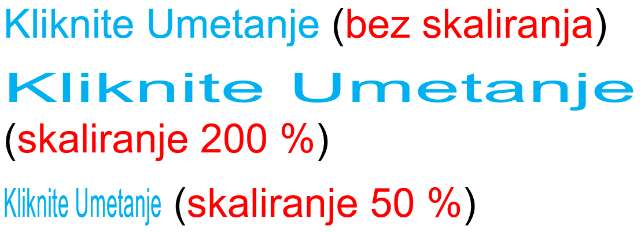 Kliknite Umetanje (bez skaliranja)
Kliknite Umetanje
(skaliranje 200 %)
Kliknite Umetanje (skaliranje 50 %)